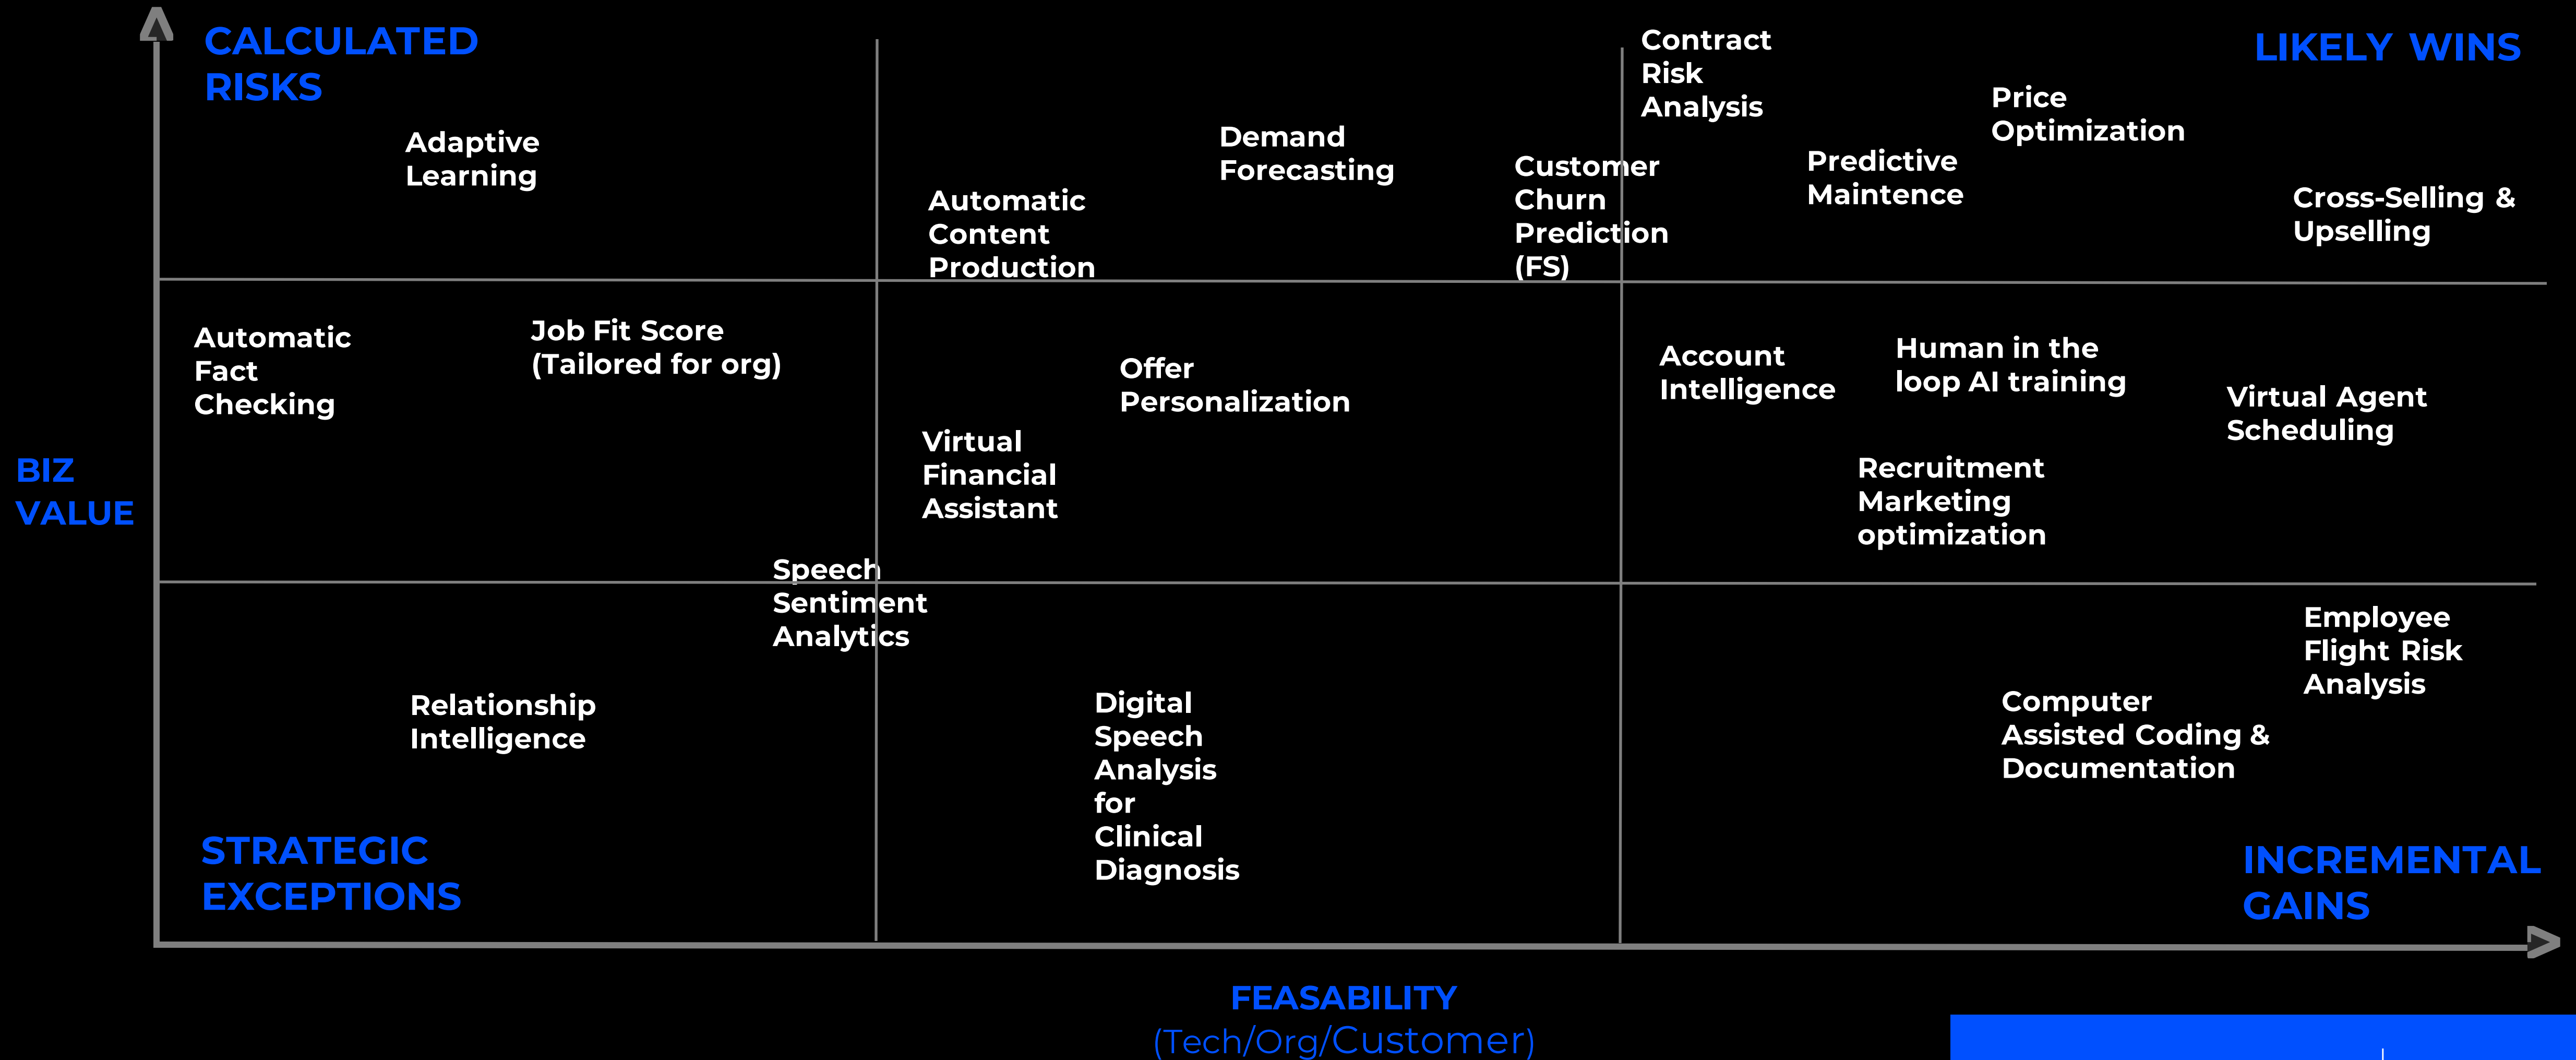 CALCULATED
RISKS
LIKELY WINS
Contract
Risk
Analysis
Price
Optimization
Adaptive
Learning
Demand
Forecasting
Customer
Churn
Prediction
(FS)
Predictive
Maintence
Automatic
Content
Production
Cross-Selling &
Upselling
Automatic
Fact
Checking
Job Fit Score
(Tailored for org)
Offer
Personalization
Account
Intelligence
Human in the
loop AI training
Virtual Agent
Scheduling
Virtual
Financial
Assistant
Recruitment
Marketing
optimization
BIZ
VALUE
Speech
Sentiment
Analytics
Employee
Flight Risk
Analysis
Relationship
Intelligence
Digital
Speech
Analysis
for
Clinical
Diagnosis
Computer
Assisted Coding &
Documentation
STRATEGIC
EXCEPTIONS
INCREMENTAL
GAINS
FEASABILITY
(Tech/Org/Customer)